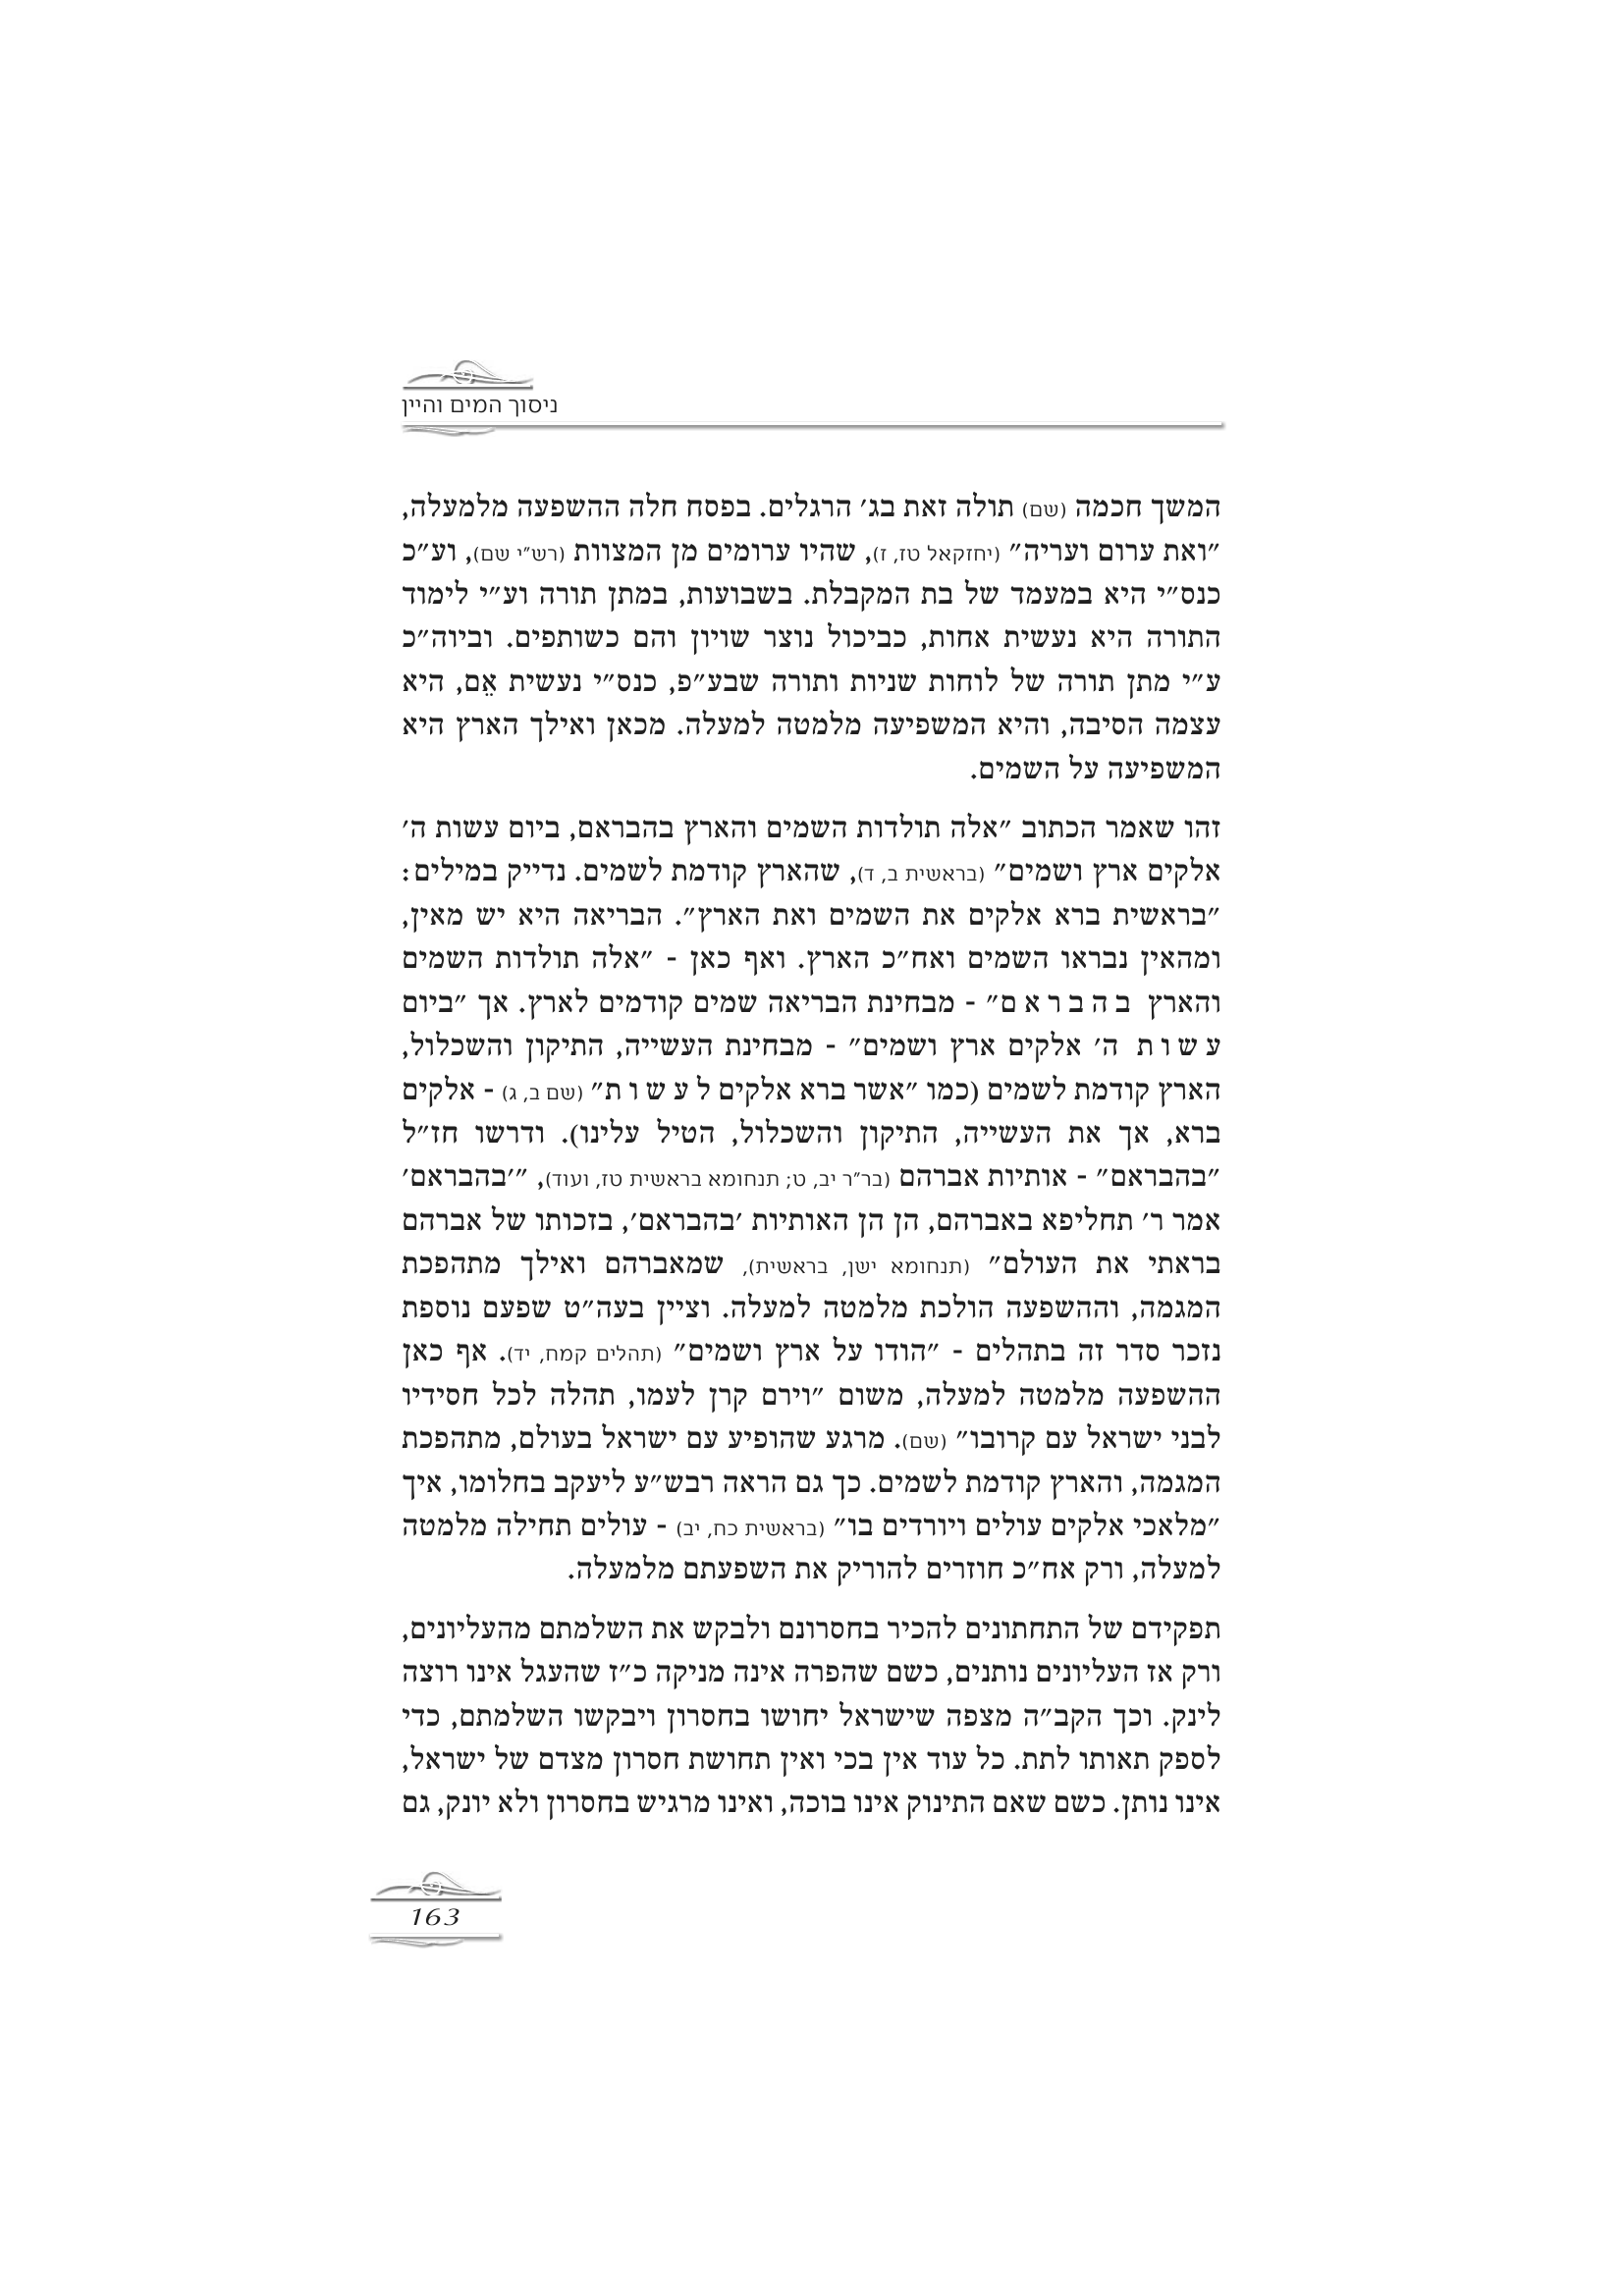 ניסוך המים והיין
המשך חכמה (שם) תולה זאת בג׳ הרגלים. בפסח חלה ההשפעה מלמעלה,
״ואת ערום ועריה״ (יחזקאל טז, ז), שהיו ערומים מן המצוות (רש״י שם), וע״כ
כנס״י היא במעמד של בת המקבלת. בשבועות, במתן תורה וע״י לימוד
התורה היא נעשית אחות, כביכול נוצר שויון והם כשותפים. וביוה״כ
ע״י מתן תורה של לוחות שניות ותורה שבע״פ, כנס״י נעשית אֵם, היא
עצמה הסיבה, והיא המשפיעה מלמטה למעלה. מכאן ואילך הארץ היא
המשפיעה על השמים.
זהו שאמר הכתוב ״אלה תולדות השמים והארץ בהבראם, ביום עשות ה׳
אלקים ארץ ושמים״ (בראשית ב, ד), שהארץ קודמת לשמים. נדייק במילים:
״בראשית ברא אלקים את השמים ואת הארץ״. הבריאה היא יש מאין,
ומהאין נבראו השמים ואח״כ הארץ. ואף כאן - ״אלה תולדות השמים
והארץ ב ה ב ר א ם״ - מבחינת הבריאה שמים קודמים לארץ. אך ״ביום
ע ש ו ת ה׳ אלקים ארץ ושמים״ - מבחינת העשייה, התיקון והשכלול,
הארץ קודמת לשמים (כמו ״אשר ברא אלקים ל ע ש ו ת״ (שם ב, ג) - אלקים
ברא, אך את העשייה, התיקון והשכלול, הטיל עלינו). ודרשו חז״ל
״בהבראם״ - אותיות אברהם (בר״ר יב, ט; תנחומא בראשית טז, ועוד), ״׳בהבראם׳
אמר ר׳ תחליפא באברהם, הן הן האותיות ׳בהבראם׳, בזכותו של אברהם
בראתי את העולם״ (תנחומא ישן, בראשית), שמאברהם ואילך מתהפכת
המגמה, וההשפעה הולכת מלמטה למעלה. וציין בעה״ט שפעם נוספת
נזכר סדר זה בתהלים - ״הודו על ארץ ושמים״ (תהלים קמח, יד). אף כאן
ההשפעה מלמטה למעלה, משום ״וירם קרן לעמו, תהלה לכל חסידיו
לבני ישראל עם קרובו״ (שם). מרגע שהופיע עם ישראל בעולם, מתהפכת
המגמה, והארץ קודמת לשמים. כך גם הראה רבש״ע ליעקב בחלומו, איך
״מלאכי אלקים עולים ויורדים בו״ (בראשית כח, יב) - עולים תחילה מלמטה
למעלה, ורק אח״כ חוזרים להוריק את השפעתם מלמעלה.
תפקידם של התחתונים להכיר בחסרונם ולבקש את השלמתם מהעליונים,
ורק אז העליונים נותנים, כשם שהפרה אינה מניקה כ״ז שהעגל אינו רוצה
לינק. וכך הקב״ה מצפה שישראל יחושו בחסרון ויבקשו השלמתם, כדי
לספק תאותו לתת. כל עוד אין בכי ואין תחושת חסרון מצדם של ישראל,
אינו נותן. כשם שאם התינוק אינו בוכה, ואינו מרגיש בחסרון ולא יונק, גם
163